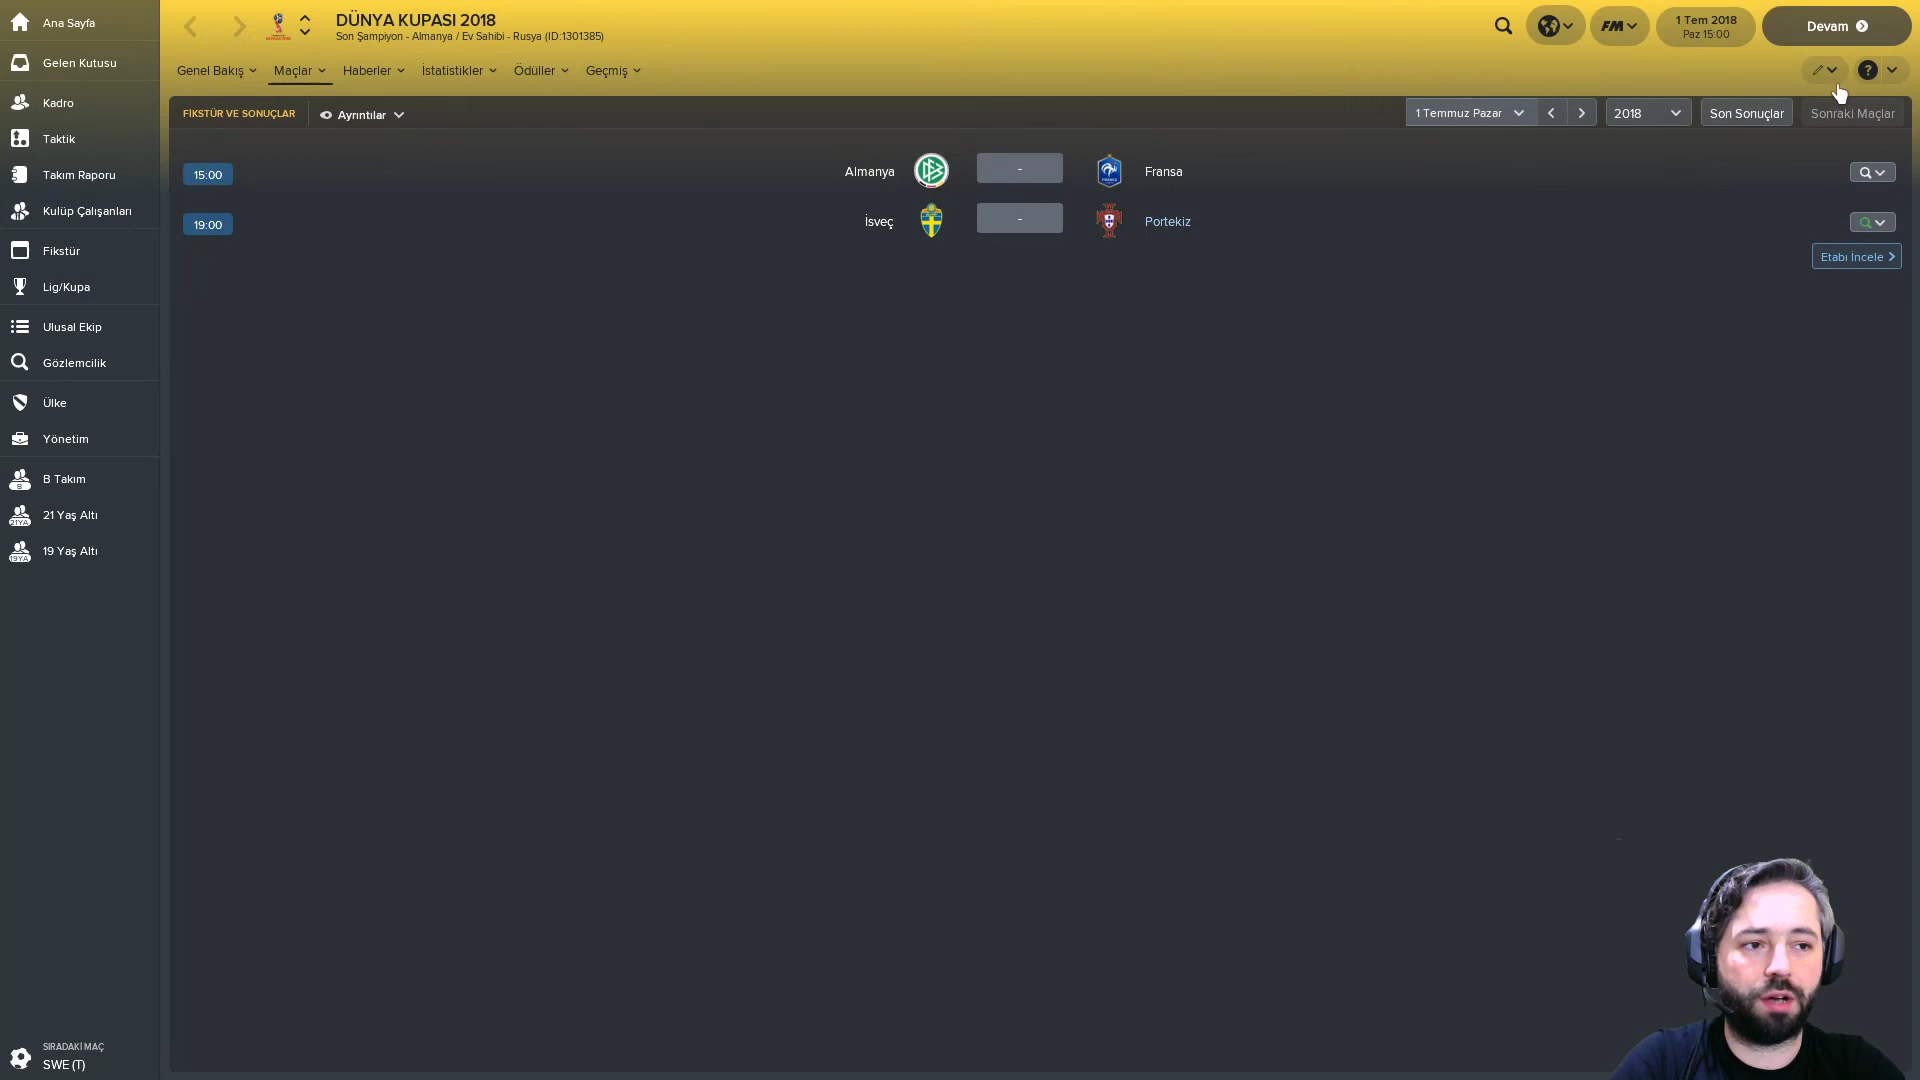 Ana Sayfa
Gelen Kutusu
Kadro
Taktik
Takım Raporu
Kulüp Çalışanları
Fikstür
Lig/Kupa
Ulusal Ekip
Gözlemcilik
Ülke
Yönetim
B Takım
B
21 Yaş Altı
21YA
19 Yaş Altı
19YA
SIRADAKİ MAÇ
SWE (T)
DÜNYA KUPASI 2018
Son Şampiyon - Almanya / Ev Sahibi - Rusya (ID:1301385)
FM
1 Tem 2018
Paz 15:00
Devam
Genel Bakış
Maçlar
Haberler
İstatistikler
Ödüller
Geçmiş
?
FİKSTÜR VE SONUÇLAR
Ayrıntılar
1 Temmuz Pazar
2018
Son Sonuçlar
Sonraki Maçlar
15:00
Almanya
-
Fransa
19:00
İsveç
-
Portekiz
Etabı İncele